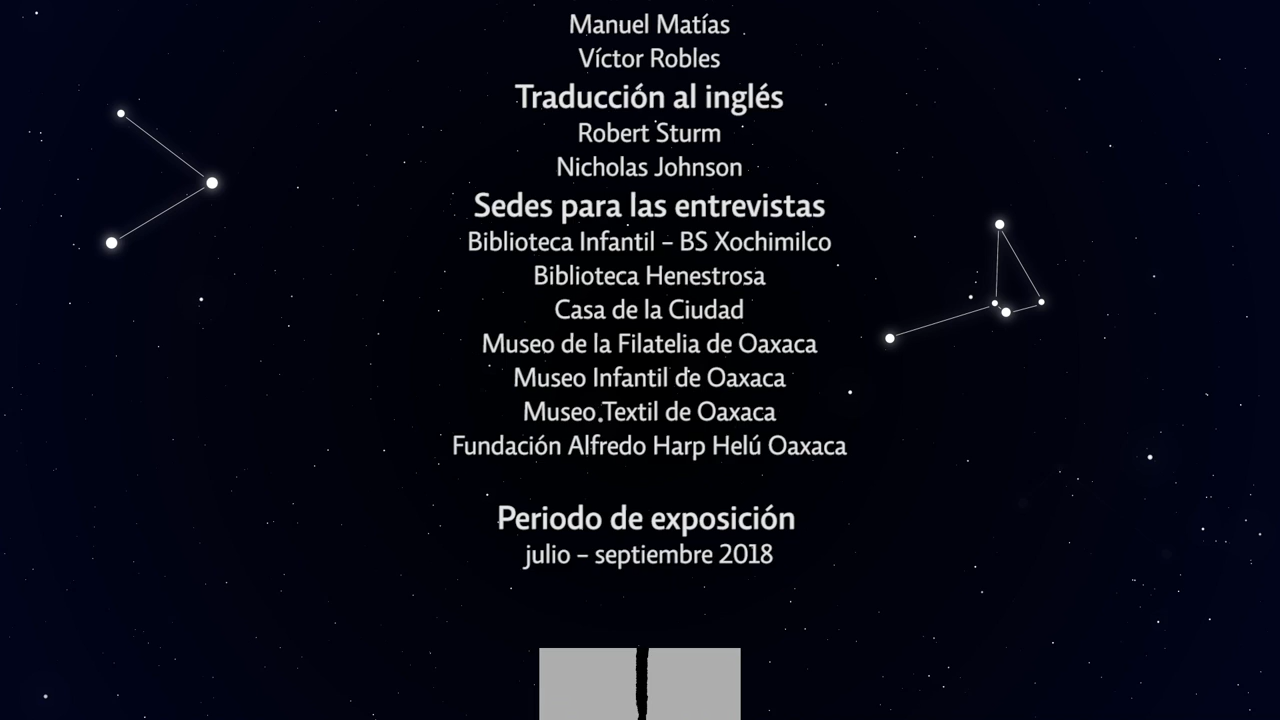 Manuel Matías
Víctor Robles
Traducción al inglés
Robert Sturm
Nicholas Johnson
Sedes para las entrevistas
Biblioteca Infantil – BS Xochimilco
Biblioteca Henestrosa
Casa de la Ciudad
Museo de la Filatelia de Oaxaca
Museo Infantil de Oaxaca
Museo Textil de Oaxaca
Fundación Alfredo Harp Helú Oaxaca
Periodo de exposición
julio – septiembre 2018